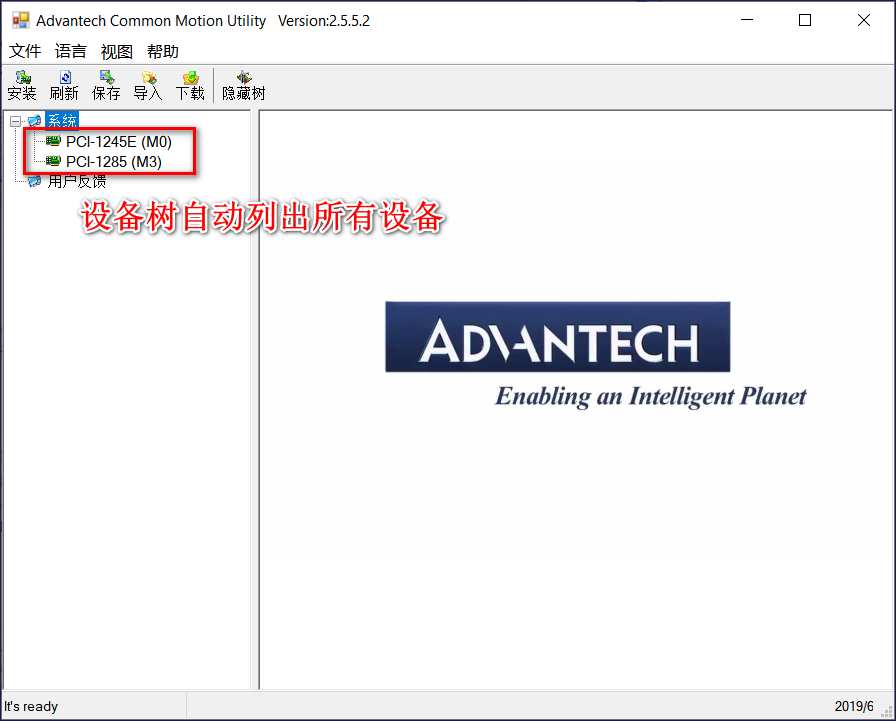 Advantech Common Motion Utility Version:2.5.5.2
文件 语言 视图 帮助
安装 刷新 保存 导入 下载 隐藏树
系统
PCI-1245E (M0)
PCI-1285 (M3)
用户反馈
设备树自动列出所有设备
ADVANTECH
Enabling an Intelligent Planet
It's ready
2019/6